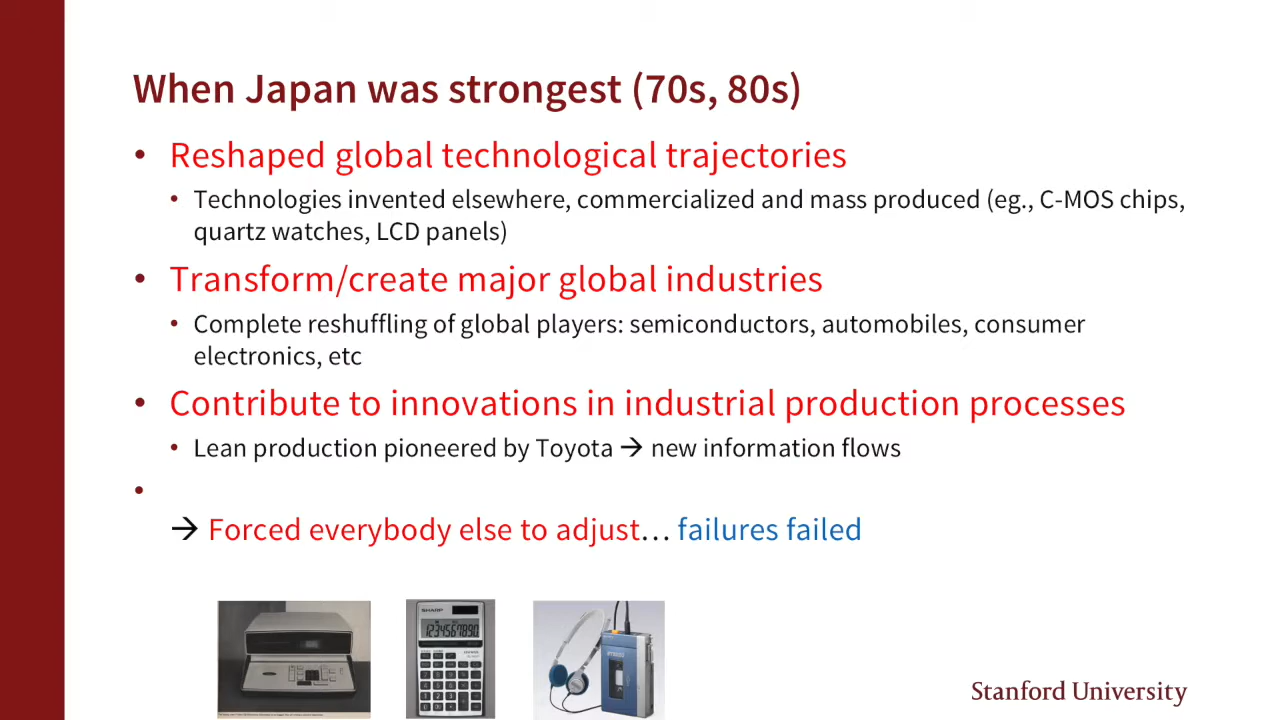 When Japan was strongest (70s, 80s)
• Reshaped global technological trajectories
• Technologies invented elsewhere, commercialized and mass produced (eg., C-MOS chips,
quartz watches, LCD panels)
• Transform/create major global industries
• Complete reshuffling of global players: semiconductors, automobiles, consumer
electronics, etc
• Contribute to innovations in industrial production processes
• Lean production pioneered by Toyota → new information flows
•
→ Forced everybody else to adjust… failures failed
SHARP
1234567890
Stanford University